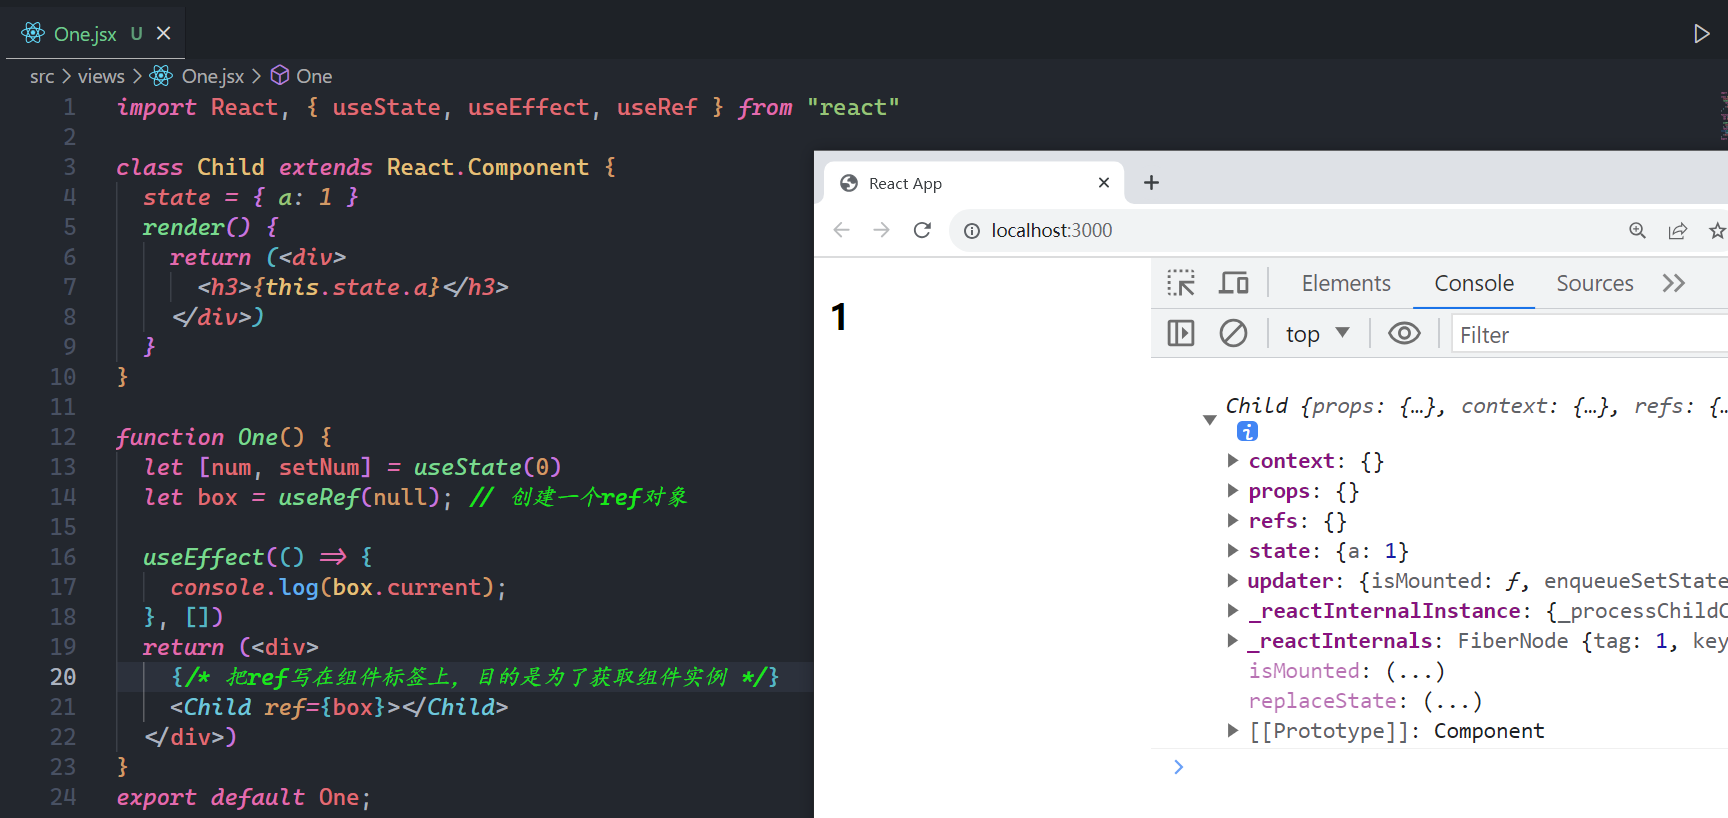 One.jsx U
src > views > One.jsx > One
1 import React, { useState, useEffect, useRef } from "react"
2
3 class Child extends React.Component {
4 state = { a: 1 }
5 render() {
6 return (<div>
7 <h3>{this.state.a}</h3>
8 </div>)
9 }
10 }
11
12 function One() {
13 let [num, setNum] = useState(0)
14 let box = useRef(null); // 创建一个ref对象
15
16 useEffect(() => {
17 console.log(box.current);
18 }, [])
19 return (<div>
20 {/* 把ref写在组件标签上, 目的是为了获取组件实例 */}
21 <Child ref={box}></Child>
22 </div>)
23 }
24 export default One;
React App
localhost:3000
1
Elements Console Sources
top Filter
Child {props: {…}, context: {…}, refs: {…
context: {}
props: {}
refs: {}
state: {a: 1}
updater: {isMounted: ƒ, enqueueSetState
_reactInternalInstance: {_processChildC
_reactInternals: FiberNode {tag: 1, key
isMounted: (...)
replaceState: (...)
[[Prototype]]: Component